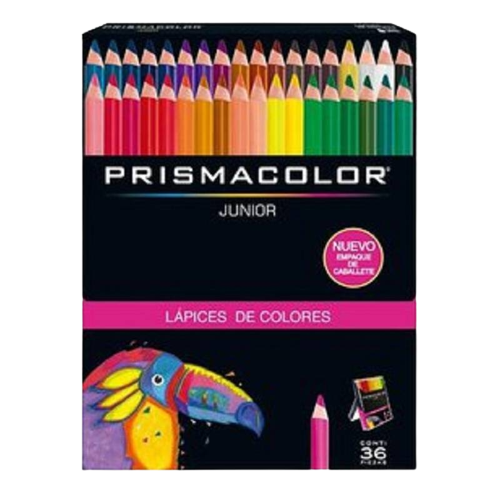 PRISMACOLOR®
JUNIOR
NUEVO
EMPAQUE
DE
CABALLETE
LÁPICES DE COLORES
CONT:
36
PIEZAS